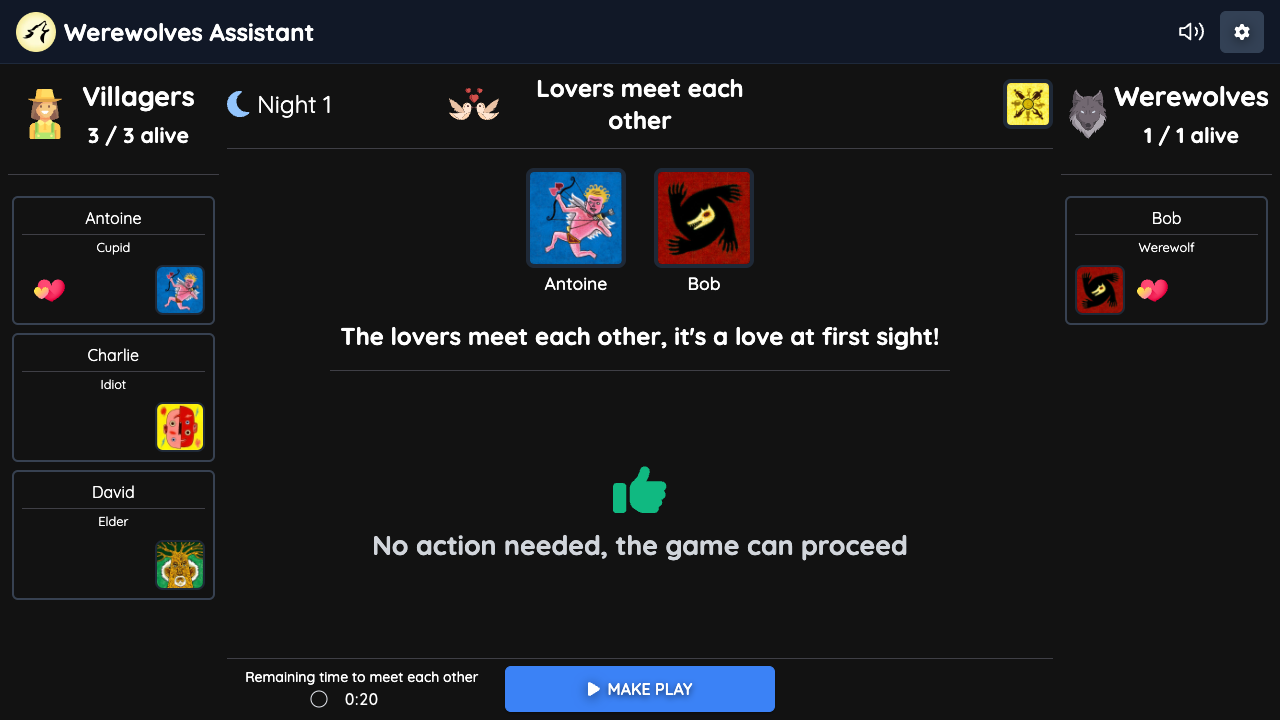 Werewolves Assistant
Villagers
3 / 3 alive
Night 1
Lovers meet each
other
Werewolves
1 / 1 alive
Antoine
Cupid
Charlie
Idiot
David
Elder
Antoine
Bob
The lovers meet each other, it's a love at first sight!
No action needed, the game can proceed
Remaining time to meet each other
0:20
MAKE PLAY
Bob
Werewolf